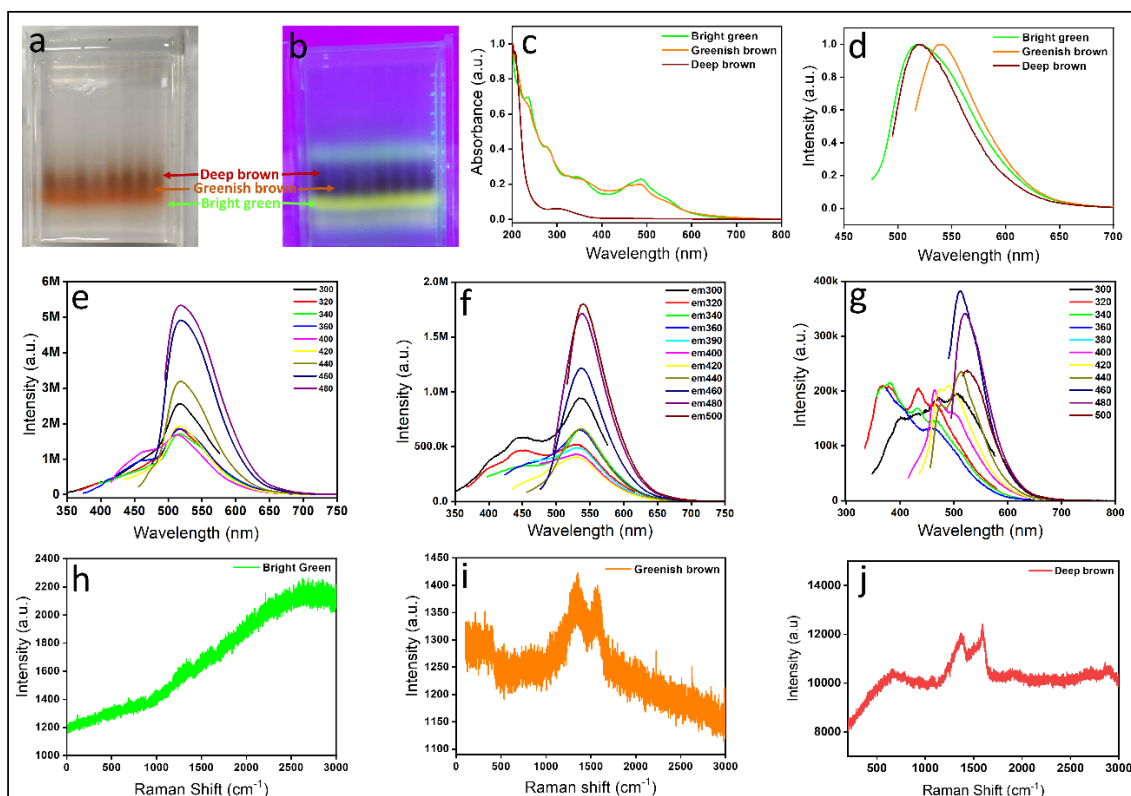 a
Deep brown
Greenish brown
Bright green
b
c
Absorbance (a.u.)
1.0
0.8
0.6
0.4
0.2
0.0
200 300 400 500 600 700 800
Wavelength (nm)
Bright green
Greenish brown
Deep brown
d
Intensity (a.u.)
1.0
0.8
0.6
0.4
0.2
0.0
450 500 550 600 650 700
Wavelength (nm)
Bright green
Greenish brown
Deep brown
e
Intensity (a.u.)
6M
5M
4M
3M
2M
1M
0
350 400 450 500 550 600 650 700 750
Wavelength (nm)
300
320
340
360
400
420
440
460
480
f
Intensity (a.u.)
2.0M
1.5M
1.0M
500.0k
0.0
350 400 450 500 550 600 650 700 750
Wavelength (nm)
em300
em320
em340
em360
em390
em400
em420
em440
em460
em480
em500
g
Intensity (a.u.)
400k
300k
200k
100k
0
300 400 500 600 700 800
Wavelength (nm)
300
320
340
360
380
400
420
440
460
480
500
h
Intensity (a.u.)
2400
2200
2000
1800
1600
1400
1200
1000
0 500 1000 1500 2000 2500 3000
Raman Shift (cm-1)
Bright Green
i
Intensity (a.u.)
1450
1400
1350
1300
1250
1200
1150
1100
0 500 1000 1500 2000 2500 3000
Raman shift (cm-1)
Greenish brown
j
Intensity (a.u)
14000
12000
10000
8000
500 1000 1500 2000 2500 3000
Raman Shift (cm-1)
Deep brown